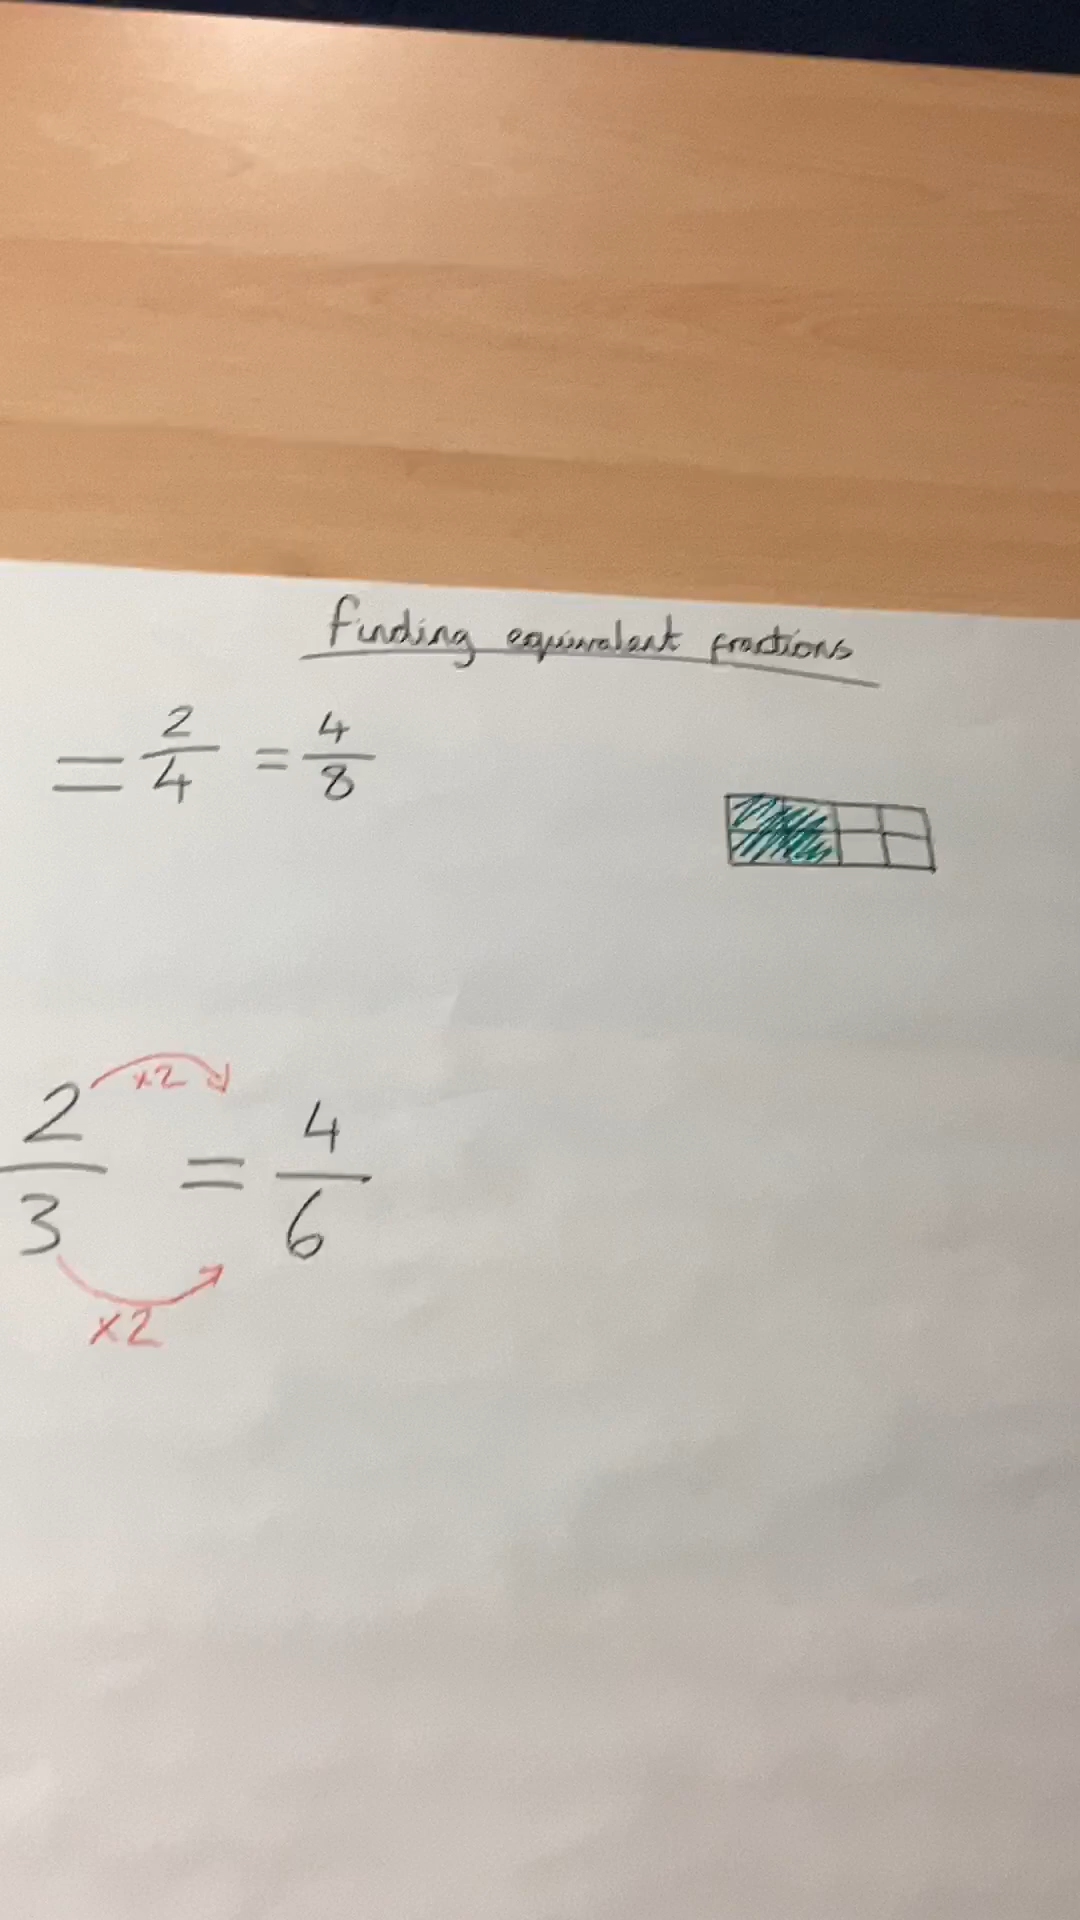 Finding equivalent fractions
= 2/4 = 4/8
×2
2/3 = 4/6
×2